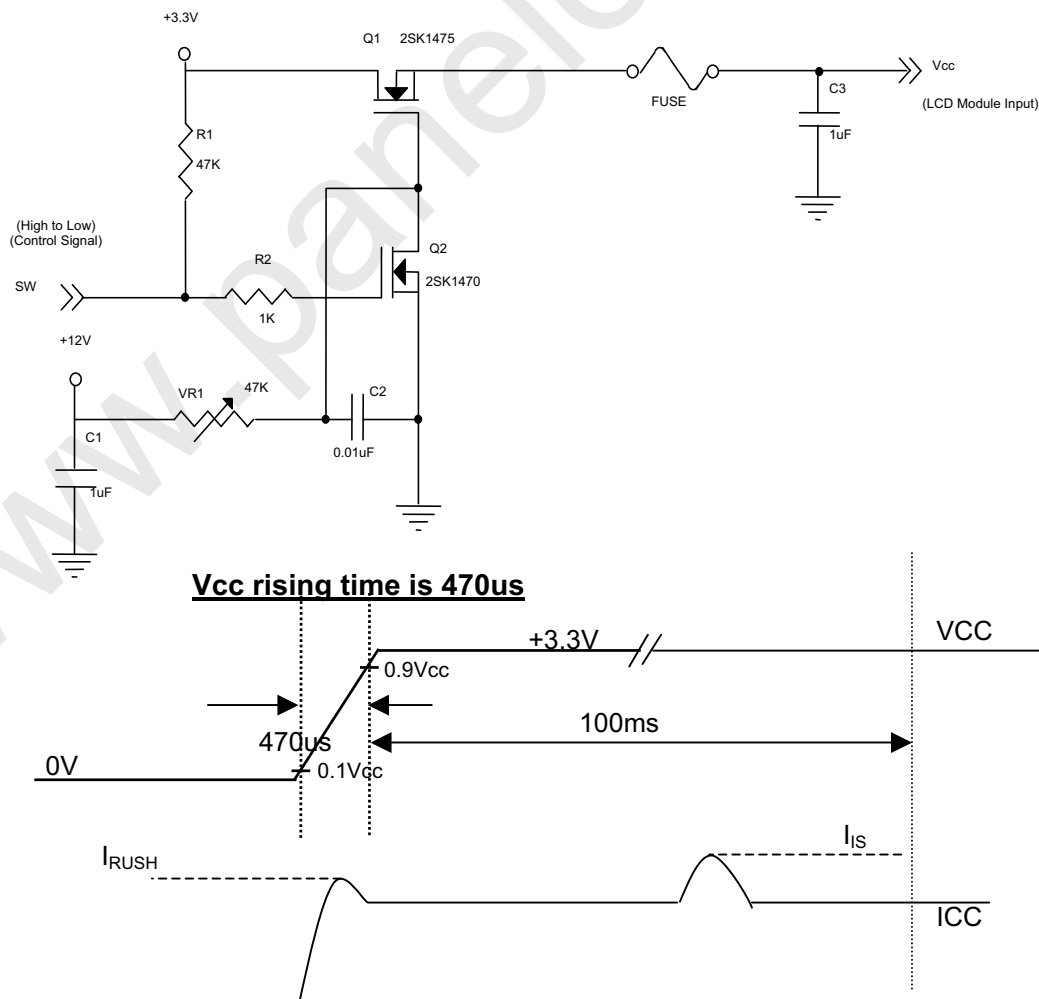 +3.3V
Q1 2SK1475
Vcc
FUSE
C3
(LCD Module Input)
R1
1uF
47K
(High to Low)
(Control Signal)
Q2
R2
SW
2SK1470
1K
+12V
VR1
47K
C2
C1
0.01uF
1uF
Vcc rising time is 470us
+3.3V
VCC
0.9Vcc
100ms
470us
0V
0.1Vcc
IRUSH
IIS
ICC